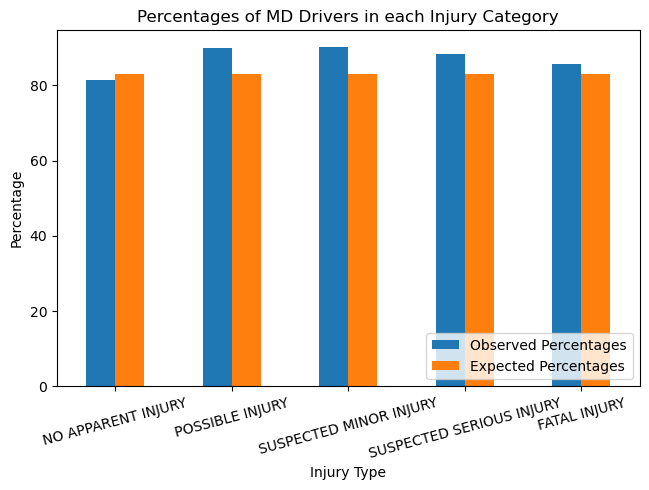 Percentages of MD Drivers in each Injury Category
Percentage
80
60
40
20
0
Observed Percentages
Expected Percentages
NO APPARENT INJURY
POSSIBLE INJURY
SUSPECTED MINOR INJURY
SUSPECTED SERIOUS INJURY
FATAL INJURY
Injury Type